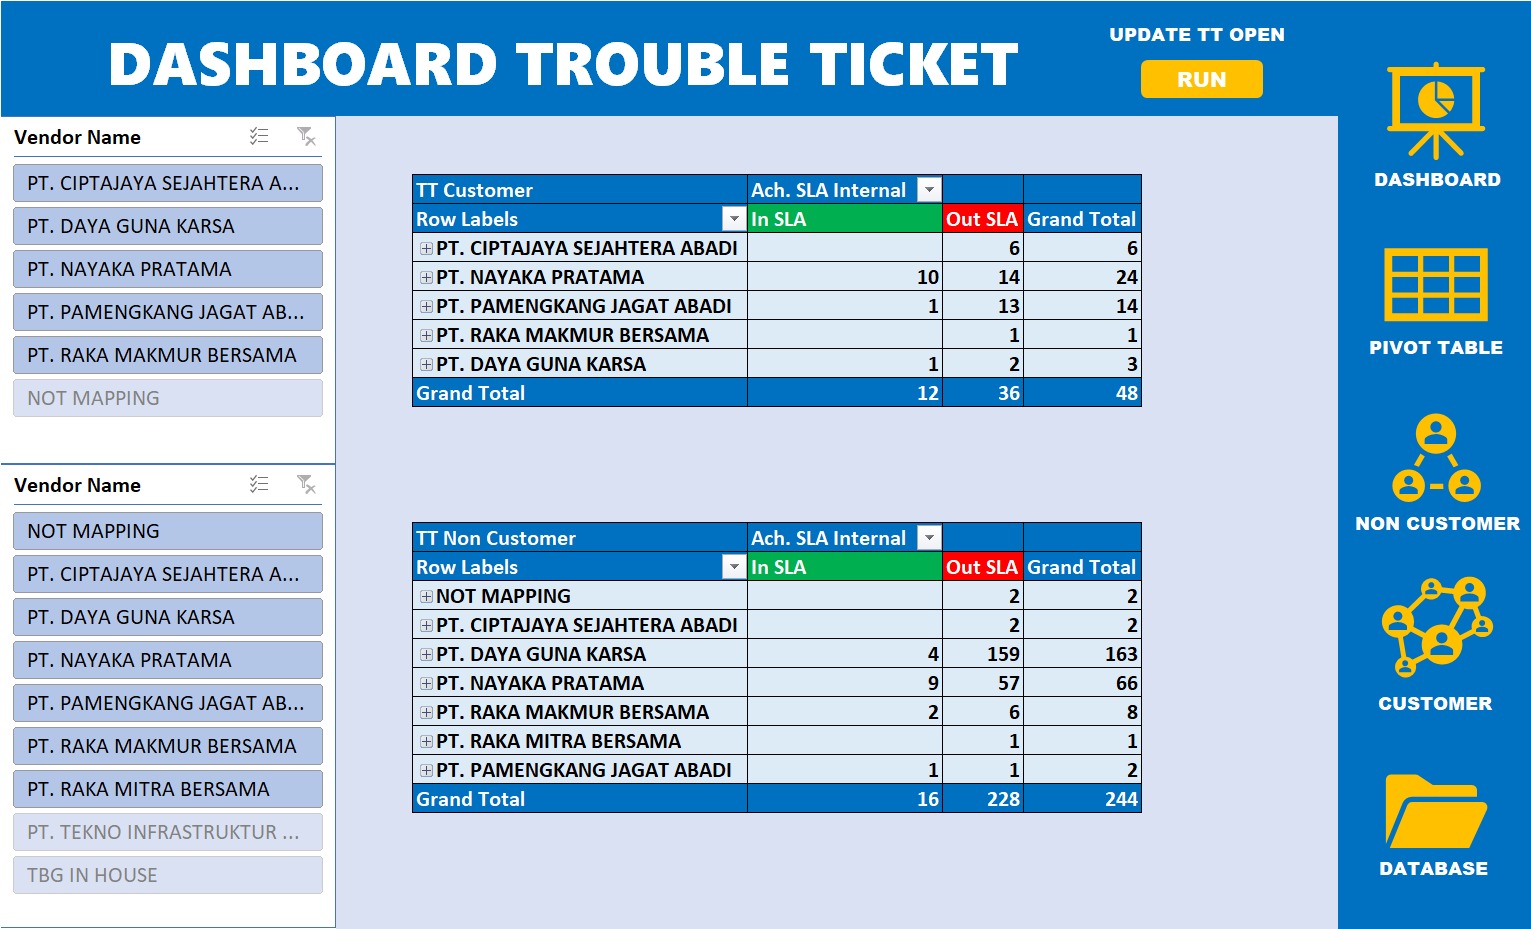 DASHBOARD TROUBLE TICKET
UPDATE TT OPEN
RUN
Vendor Name
PT. CIPTAJAYA SEJAHTERA A...
PT. DAYA GUNA KARSA
PT. NAYAKA PRATAMA
PT. PAMENGKANG JAGAT AB...
PT. RAKA MAKMUR BERSAMA
NOT MAPPING
Vendor Name
NOT MAPPING
PT. CIPTAJAYA SEJAHTERA A...
PT. DAYA GUNA KARSA
PT. NAYAKA PRATAMA
PT. PAMENGKANG JAGAT AB...
PT. RAKA MAKMUR BERSAMA
PT. RAKA MITRA BERSAMA
PT. TEKNO INFRASTRUKTUR ...
TBG IN HOUSE
TT Customer Ach. SLA Internal
Row Labels In SLA Out SLA Grand Total
PT. CIPTAJAYA SEJAHTERA ABADI 6 6
PT. NAYAKA PRATAMA 10 14 24
PT. PAMENGKANG JAGAT ABADI 1 13 14
PT. RAKA MAKMUR BERSAMA 1 1
PT. DAYA GUNA KARSA 1 2 3
Grand Total 12 36 48
TT Non Customer Ach. SLA Internal
Row Labels In SLA Out SLA Grand Total
NOT MAPPING 2 2
PT. CIPTAJAYA SEJAHTERA ABADI 2 2
PT. DAYA GUNA KARSA 4 159 163
PT. NAYAKA PRATAMA 9 57 66
PT. RAKA MAKMUR BERSAMA 2 6 8
PT. RAKA MITRA BERSAMA 1 1
PT. PAMENGKANG JAGAT ABADI 1 1 2
Grand Total 16 228 244
DASHBOARD
PIVOT TABLE
NON CUSTOMER
CUSTOMER
DATABASE